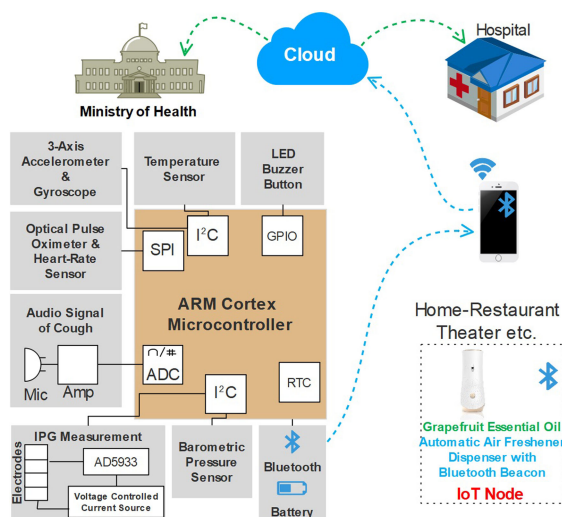 Cloud
Hospital
Ministry of Health
3-Axis
Accelerometer
&
Gyroscope
Temperature
Sensor
LED
Buzzer
Button
Optical Pulse
Oximeter &
Heart-Rate
Sensor
SPI
I²C
GPIO
ARM Cortex
Microcontroller
Audio Signal
of Cough
Mic
Amp
∩/#
ADC
I²C
RTC
IPG Measurement
Electrodes
AD5933
Voltage Controlled
Current Source
Barometric
Pressure
Sensor
Bluetooth
Battery
Home-Restaurant
Theater etc.
Grapefruit Essential Oil
Automatic Air Freshener
Dispenser with
Bluetooth Beacon
IoT Node